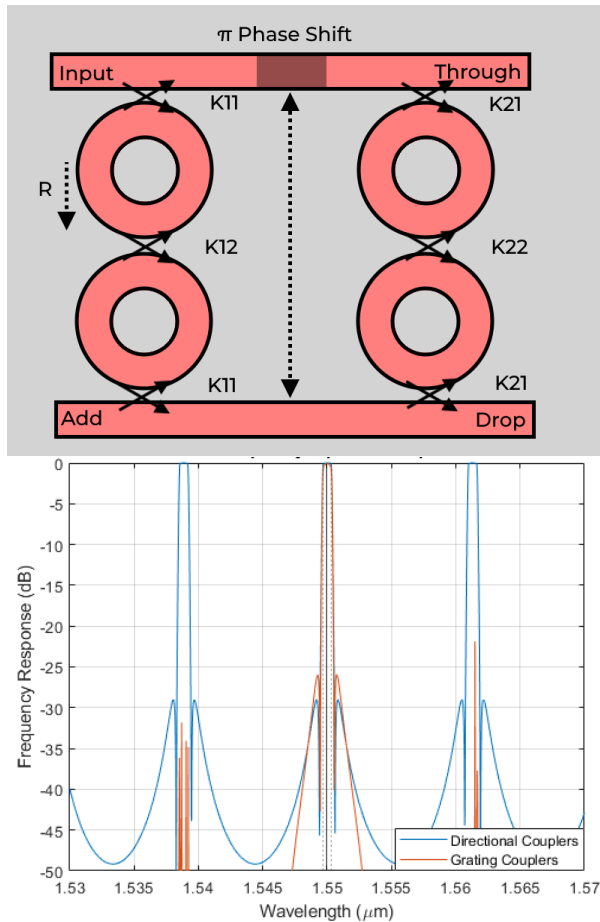 π Phase Shift
Input
Through
K11
K21
R
K12
K22
K11
K21
Add
Drop
0
-5
-10
-15
-20
-25
-30
-35
-40
-45
-50
Frequency Response (dB)
Directional Couplers
Grating Couplers
1.53
1.535
1.54
1.545
1.55
1.555
1.56
1.565
1.57
Wavelength (μm)